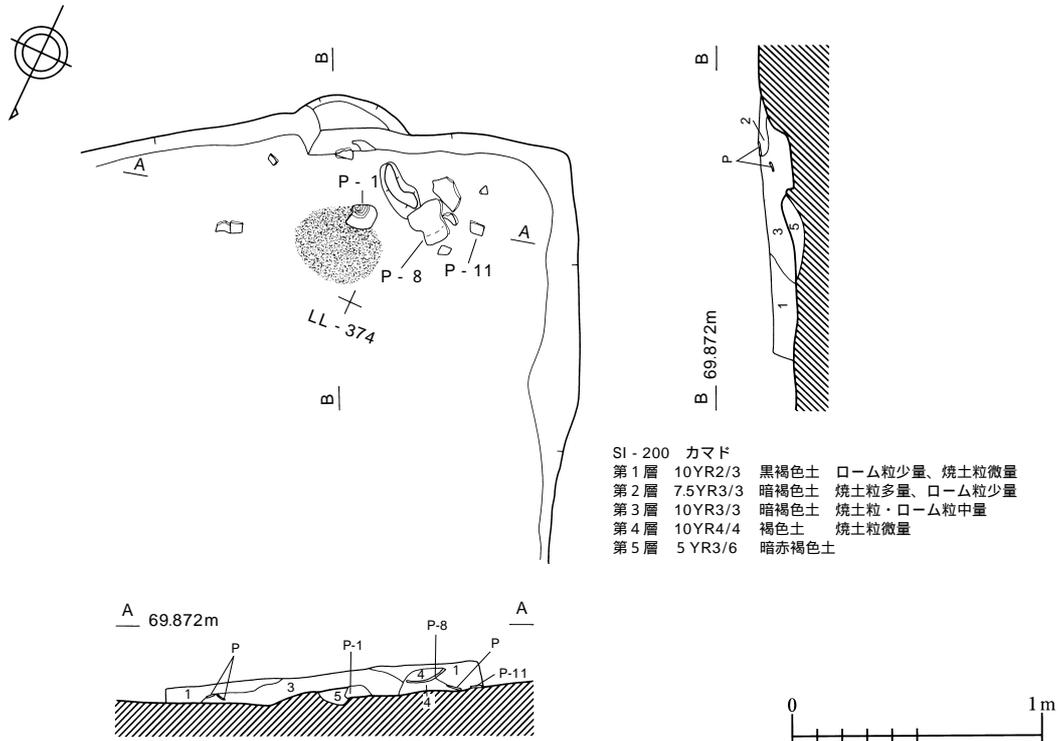 B
A
P - 1
A
P - 8
P - 11
LL - 374
B
B
2
P
3
5
1
B 69.872m
SI - 200 カマド
第1層 10YR2/3 黒褐色土 ローム粒少量、焼土粒微量
第2層 7.5YR3/3 暗褐色土 焼土粒多量、ローム粒少量
第3層 10YR3/3 暗褐色土 焼土粒・ローム粒中量
第4層 10YR4/4 褐色土 焼土粒微量
第5層 5YR3/6 暗赤褐色土
A 69.872m
A
P
P-1
P-8
P
P-11
1
3
5
4
1
4
0
1m